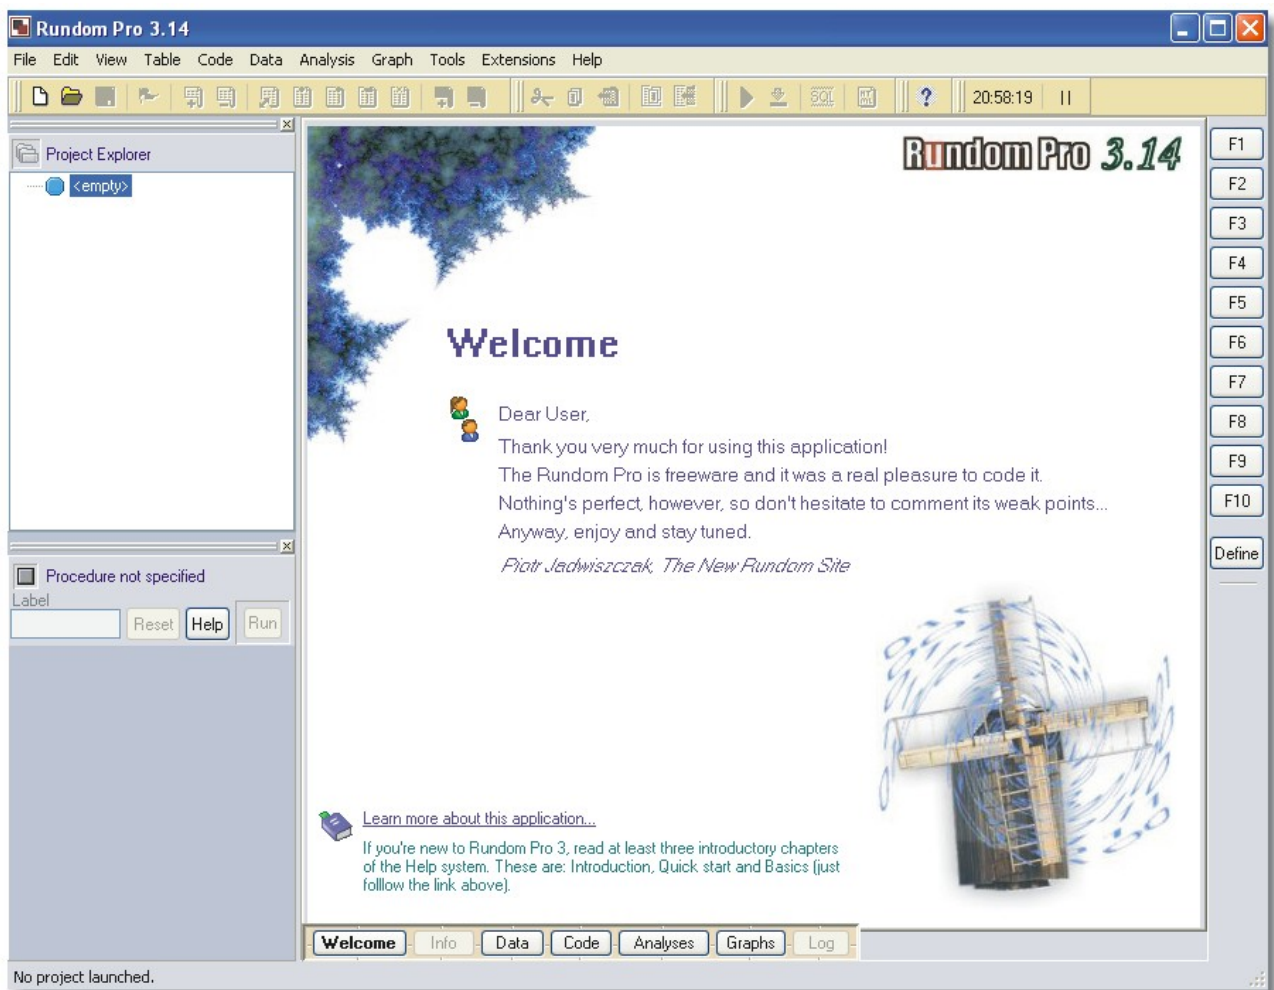 Rundom Pro 3.14
File Edit View Table Code Data Analysis Graph Tools Extensions Help
SQL ? 20:58:19
Project Explorer
<empty>
Rundom Pro 3.14
Welcome
Dear User,
Thank you very much for using this application!
The Rundom Pro is freeware and it was a real pleasure to code it.
Nothing's perfect, however, so don't hesitate to comment its weak points...
Anyway, enjoy and stay tuned.
Piotr Jadwiszczak, The New Rundom Site
F1
F2
F3
F4
F5
F6
F7
F8
F9
F10
Define
Procedure not specified
Label
Reset Help Run
Learn more about this application...
If you're new to Rundom Pro 3, read at least three introductory chapters
of the Help system. These are: Introduction, Quick start and Basics (just
folllow the link above).
Welcome Info Data Code Analyses Graphs Log
No project launched.